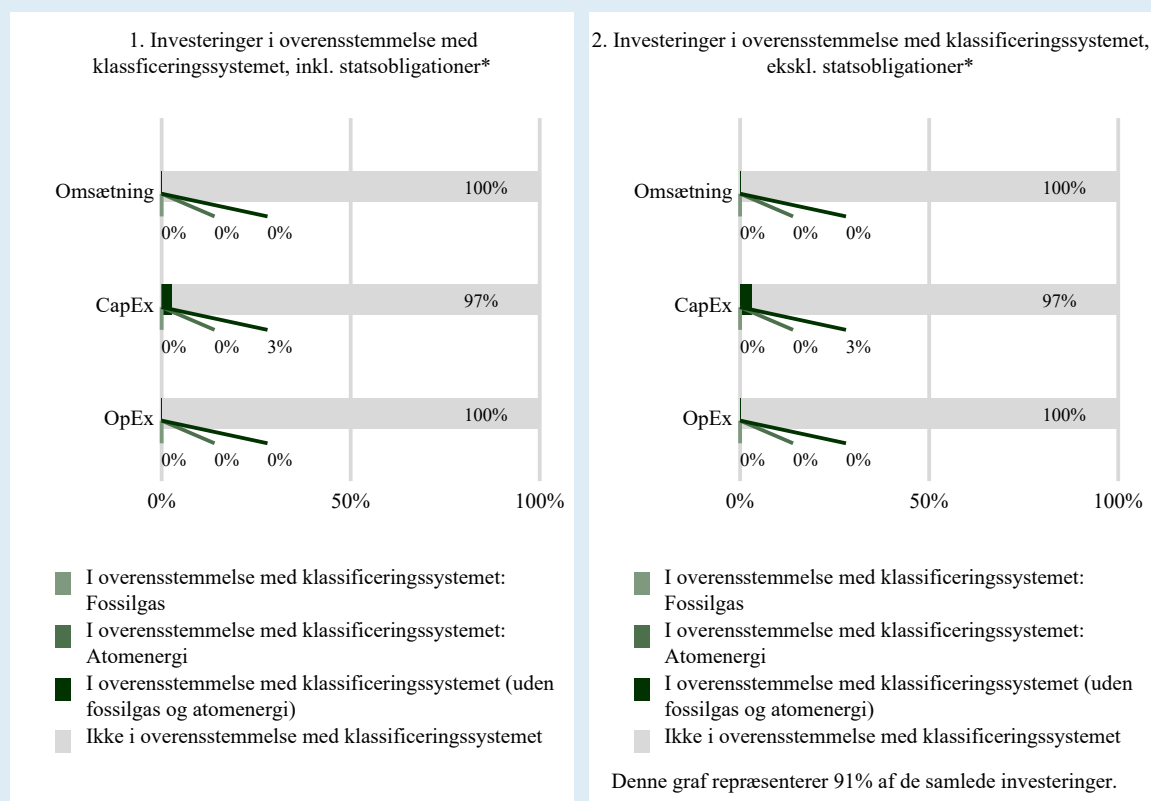 1. Investeringer i overensstemmelse med
klassficeringssystemet, inkl. statsobligationer*
Omsætning
100%
0% 0% 0%
CapEx
97%
0% 0% 3%
OpEx
100%
0% 0% 0%
0% 50% 100%
I overensstemmelse med klassificeringssystemet:
Fossilgas
I overensstemmelse med klassificeringssystemet:
Atomenergi
I overensstemmelse med klassificeringssystemet (uden
fossilgas og atomenergi)
Ikke i overensstemmelse med klassificeringssystemet
2. Investeringer i overensstemmelse med klassificeringssystemet,
ekskl. statsobligationer*
Omsætning
100%
0% 0% 0%
CapEx
97%
0% 0% 3%
OpEx
100%
0% 0% 0%
0% 50% 100%
I overensstemmelse med klassificeringssystemet:
Fossilgas
I overensstemmelse med klassificeringssystemet:
Atomenergi
I overensstemmelse med klassificeringssystemet (uden
fossilgas og atomenergi)
Ikke i overensstemmelse med klassificeringssystemet
Denne graf repræsenterer 91% af de samlede investeringer.